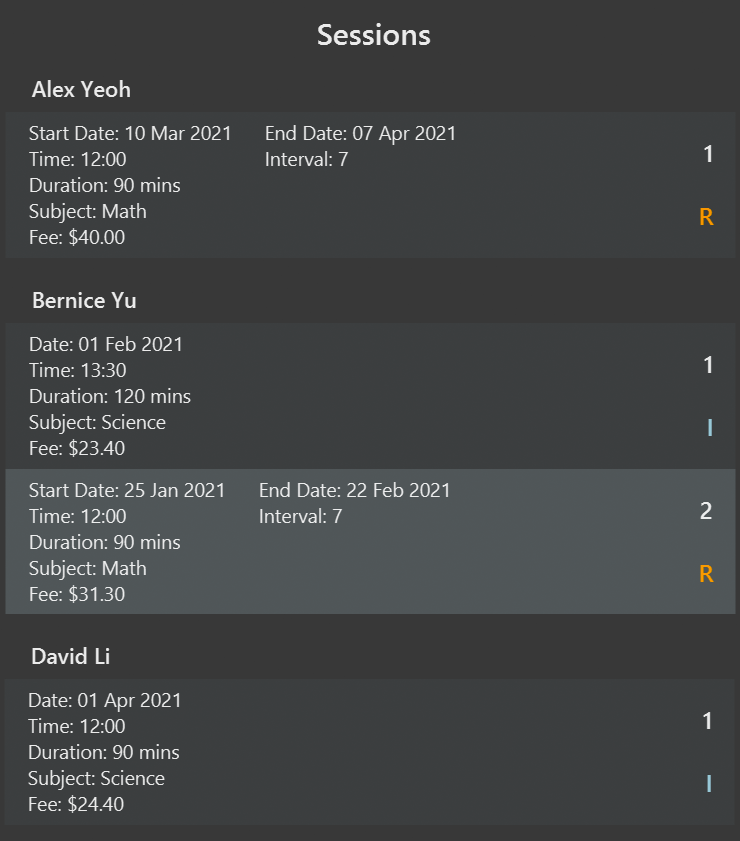 Sessions
Alex Yeoh
Start Date: 10 Mar 2021 End Date: 07 Apr 2021
Time: 12:00 Interval: 7
Duration: 90 mins
1
Subject: Math
Fee: $40.00
R
Bernice Yu
Date: 01 Feb 2021
Time: 13:30
Duration: 120 mins
1
Subject: Science
Fee: $23.40
I
Start Date: 25 Jan 2021 End Date: 22 Feb 2021
Time: 12:00 Interval: 7
Duration: 90 mins
2
Subject: Math
Fee: $31.30
R
David Li
Date: 01 Apr 2021
Time: 12:00
Duration: 90 mins
1
Subject: Science
Fee: $24.40
I